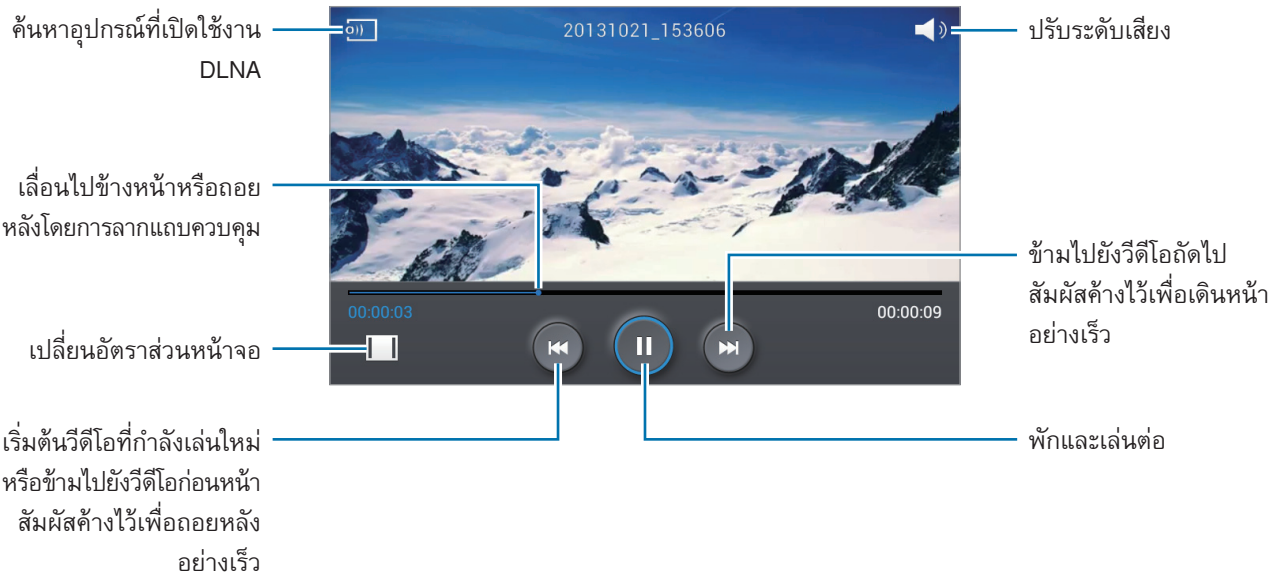 ค้นหาอุปกรณ์ที่เปิดใช้งาน
DLNA
20131021_153606
ปรับระดับเสียง
เลื่อนไปข้างหน้าหรือถอย
หลังโดยการลากแถบควบคุม
ข้ามไปยังวีดีโอถัดไป
สัมผัสค้างไว้เพื่อเดินหน้า
อย่างเร็ว
00:00:03
00:00:09
เปลี่ยนอัตราส่วนหน้าจอ
เริ่มต้นวีดีโอที่กำลังเล่นใหม่
หรือข้ามไปยังวีดีโอก่อนหน้า
สัมผัสค้างไว้เพื่อถอยหลัง
อย่างเร็ว
พักและเล่นต่อ